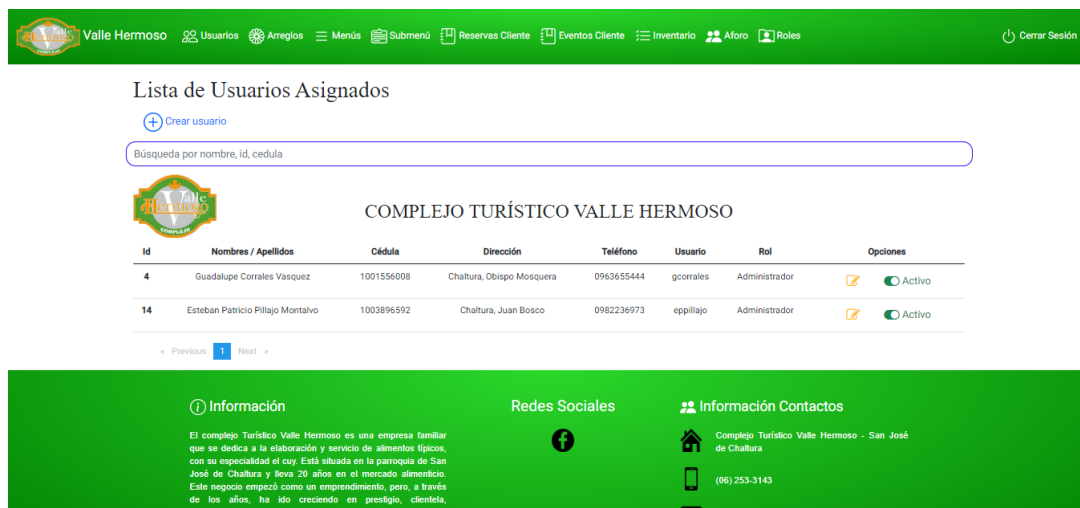 Valle Hermoso Usuarios Arreglos Menús Submenú Reservas Cliente Eventos Cliente Inventario Aforo Roles Cerrar Sesión
Lista de Usuarios Asignados
Crear usuario
Búsqueda por nombre, id, cedula
Valle
Hermoso
COMPLEJO
COMPLEJO TURÍSTICO VALLE HERMOSO
Id Nombres / Apellidos Cédula Dirección Teléfono Usuario Rol Opciones
4 Guadalupe Corrales Vasquez 1001556008 Chaltura, Obispo Mosquera 0963655444 gcorrales Administrador Activo
14 Esteban Patricio Pillajo Montalvo 1003896592 Chaltura, Juan Bosco 0982236973 eppillajo Administrador Activo
« Previous 1 Next »
Información
El complejo Turístico Valle Hermoso es una empresa familiar
que se dedica a la elaboración y servicio de alimentos típicos,
con su especialidad el cuy. Está situada en la parroquia de San
José de Chaltura y lleva 20 años en el mercado alimenticio.
Este negocio empezó como un emprendimiento, pero, a través
de los años, ha ido creciendo en prestigio, clientela,
Redes Sociales
Información Contactos
Complejo Turístico Valle Hermoso - San José
de Chaltura
(06) 253-3143